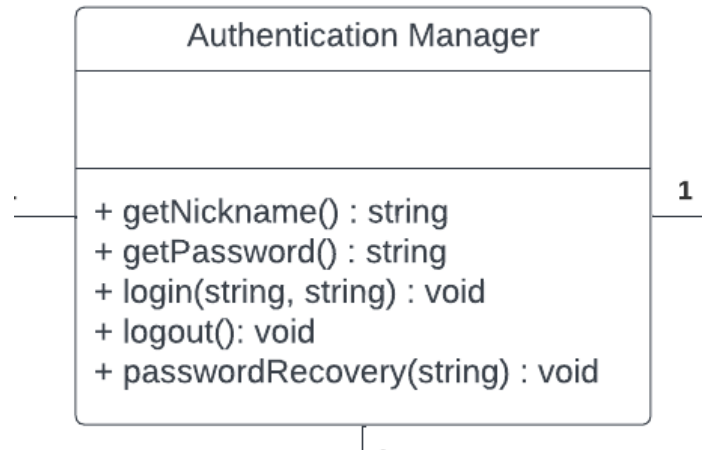 Authentication Manager
1
+ getNickname() : string
+ getPassword() : string
+ login(string, string) : void
+ logout(): void
+ passwordRecovery(string) : void